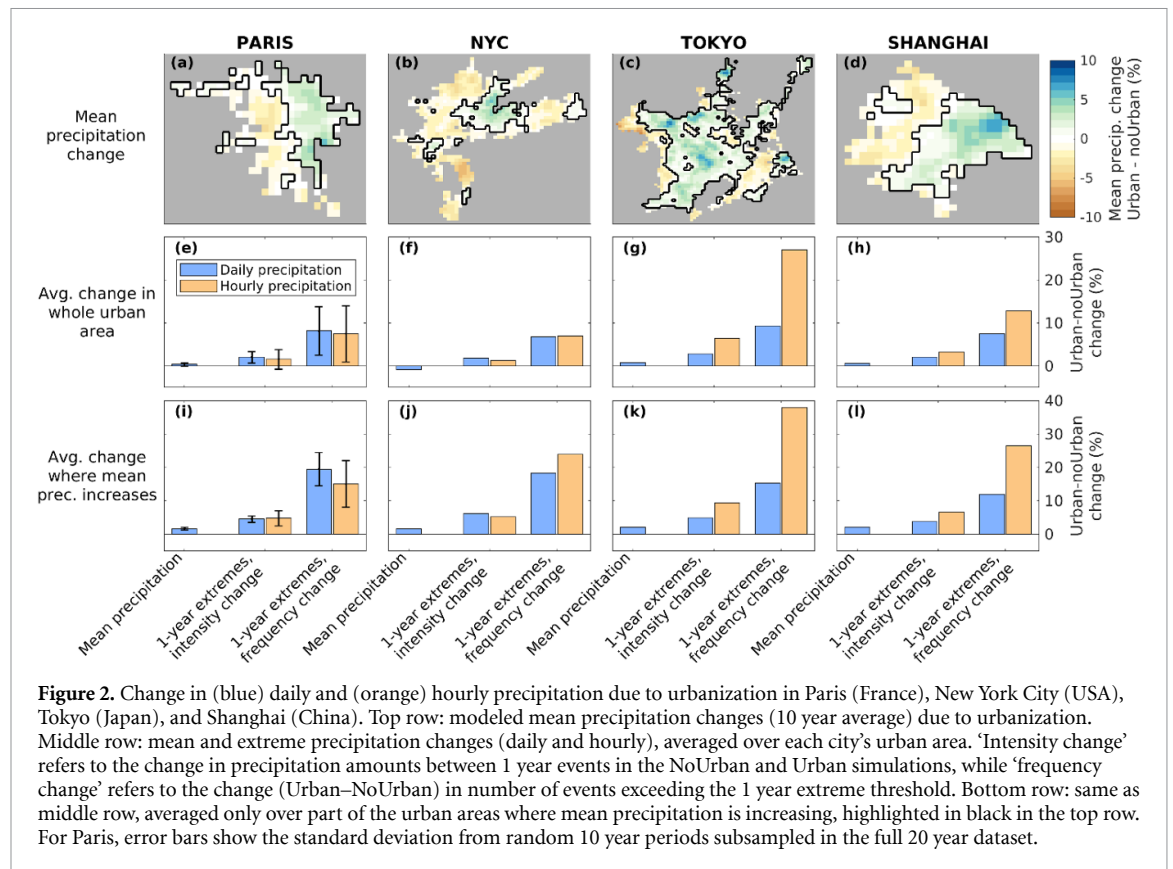 PARIS
NYC
TOKYO
SHANGHAI
(a)
(b)
(c)
(d)
Mean
precipitation
change
10
5
0
-5
-10
Mean precip. change
Urban - noUrban (%)
(e)
Daily precipitation
Hourly precipitation
(f)
(g)
(h)
Avg. change in
whole urban
area
30
20
10
0
Urban-noUrban
change (%)
(i)
(j)
(k)
(l)
Avg. change
where mean
prec. increases
40
30
20
10
0
Urban-noUrban
change (%)
Mean precipitation
1-year extremes,
intensity change
1-year extremes,
frequency change
Mean precipitation
1-year extremes,
intensity change
1-year extremes,
frequency change
Mean precipitation
1-year extremes,
intensity change
1-year extremes,
frequency change
Mean precipitation
1-year extremes,
intensity change
1-year extremes,
frequency change
Figure 2. Change in (blue) daily and (orange) hourly precipitation due to urbanization in Paris (France), New York City (USA),
Tokyo (Japan), and Shanghai (China). Top row: modeled mean precipitation changes (10 year average) due to urbanization.
Middle row: mean and extreme precipitation changes (daily and hourly), averaged over each city's urban area. 'Intensity change'
refers to the change in precipitation amounts between 1 year events in the NoUrban and Urban simulations, while 'frequency
change' refers to the change (Urban–NoUrban) in number of events exceeding the 1 year extreme threshold. Bottom row: same as
middle row, averaged only over part of the urban areas where mean precipitation is increasing, highlighted in black in the top row.
For Paris, error bars show the standard deviation from random 10 year periods subsampled in the full 20 year dataset.